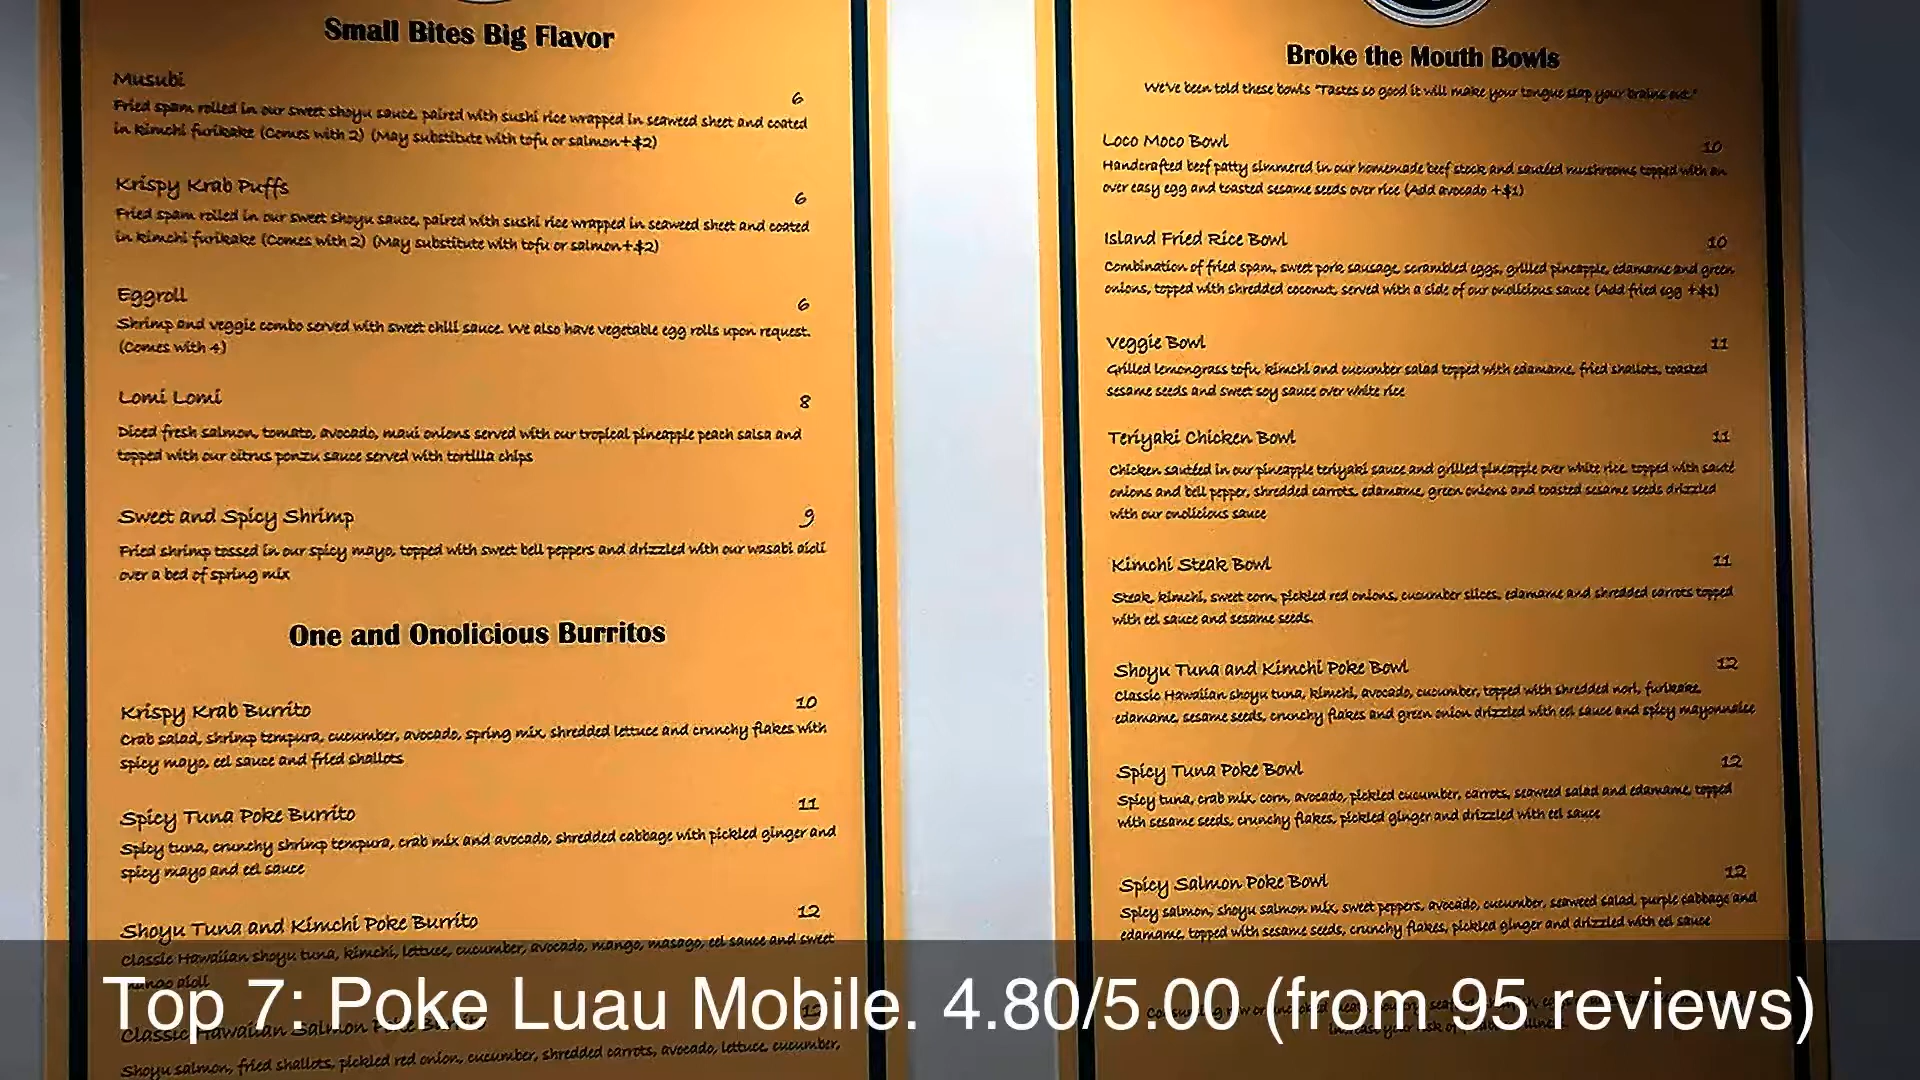 Small Bites Big Flavor
Musubi
6
Fried spam rolled in our sweet shoyu sauce, paired with sushi rice wrapped in seaweed sheet and coated
in kimchi furikake (Comes with 2) (May substitute with tofu or salmon+$2)
Krispy Krab Puffs
6
Fried spam rolled in our sweet shoyu sauce, paired with sushi rice wrapped in seaweed sheet and coated
in kimchi furikake (Comes with 2) (May substitute with tofu or salmon+$2)
Eggroll
6
Shrimp and veggie combo served with sweet chili sauce. We also have vegetable egg rolls upon request.
(Comes with 4)
Lomi Lomi
8
Diced fresh salmon, tomato, avocado, maui onions served with our tropical pineapple peach salsa and
topped with our citrus ponzu sauce served with tortilla chips
Sweet and Spicy Shrimp
9
Fried shrimp tossed in our spicy mayo, topped with sweet bell peppers and drizzled with our wasabi aioli
over a bed of spring mix
One and Onolicious Burritos
Krispy Krab Burrito
10
Crab salad, shrimp tempura, cucumber, avocado, spring mix, shredded lettuce and crunchy flakes with
spicy mayo, eel sauce and fried shallots
Spicy Tuna Poke Burrito
11
Spicy tuna, crunchy shrimp tempura, crab mix and avocado, shredded cabbage with pickled ginger and
spicy mayo and eel sauce
Shoyu Tuna and Kimchi Poke Burrito
12
Classic Hawaiian shoyu tuna, kimchi, lettuce, cucumber, avocado, mango, masago, eel sauce and sweet
mango aioli
Classic Hawaiian Salmon Poke Burrito
12
Shoyu salmon, fried shallots, pickled red onion, cucumber, shredded carrots, avocado, lettuce, cucumber,
Broke the Mouth Bowls
We've been told these bowls "Tastes so good it will make your tongue slap your brains out."
Loco Moco Bowl
10
Handcrafted beef patty simmered in our homemade beef stock and sautéed mushrooms topped with an
over easy egg and toasted sesame seeds over rice (Add avocado +$1)
Island Fried Rice Bowl
10
Combination of fried spam, sweet pork sausage, scrambled eggs, grilled pineapple, edamame and green
onions, topped with shredded coconut, served with a side of our onolicious sauce (Add fried egg +$1)
Veggie Bowl
11
Grilled lemongrass tofu, kimchi and cucumber salad topped with edamame, fried shallots, toasted
sesame seeds and sweet soy sauce over white rice
Teriyaki Chicken Bowl
11
Chicken sautéed in our pineapple teriyaki sauce and grilled pineapple over white rice, topped with sauté
onions and bell pepper, shredded carrots, edamame, green onions and toasted sesame seeds drizzled
with our onolicious sauce
Kimchi Steak Bowl
11
Steak, kimchi, sweet corn, pickled red onions, cucumber slices, edamame and shredded carrots topped
with eel sauce and sesame seeds.
Shoyu Tuna and Kimchi Poke Bowl
12
Classic Hawaiian shoyu tuna, kimchi, avocado, cucumber, topped with shredded nori, furikake,
edamame, sesame seeds, crunchy flakes and green onion drizzled with eel sauce and spicy mayonnaise
Spicy Tuna Poke Bowl
12
Spicy tuna, crab mix, corn, avocado, pickled cucumber, carrots, seaweed salad and edamame, topped
with sesame seeds, crunchy flakes, pickled ginger and drizzled with eel sauce
Spicy Salmon Poke Bowl
12
Spicy salmon, shoyu salmon mix, sweet peppers, avocado, cucumber, seaweed salad, purple cabbage and
edamame, topped with sesame seeds, crunchy flakes, pickled ginger and drizzled with eel sauce
Top 7: Poke Luau Mobile. 4.80/5.00 (from 95 reviews)